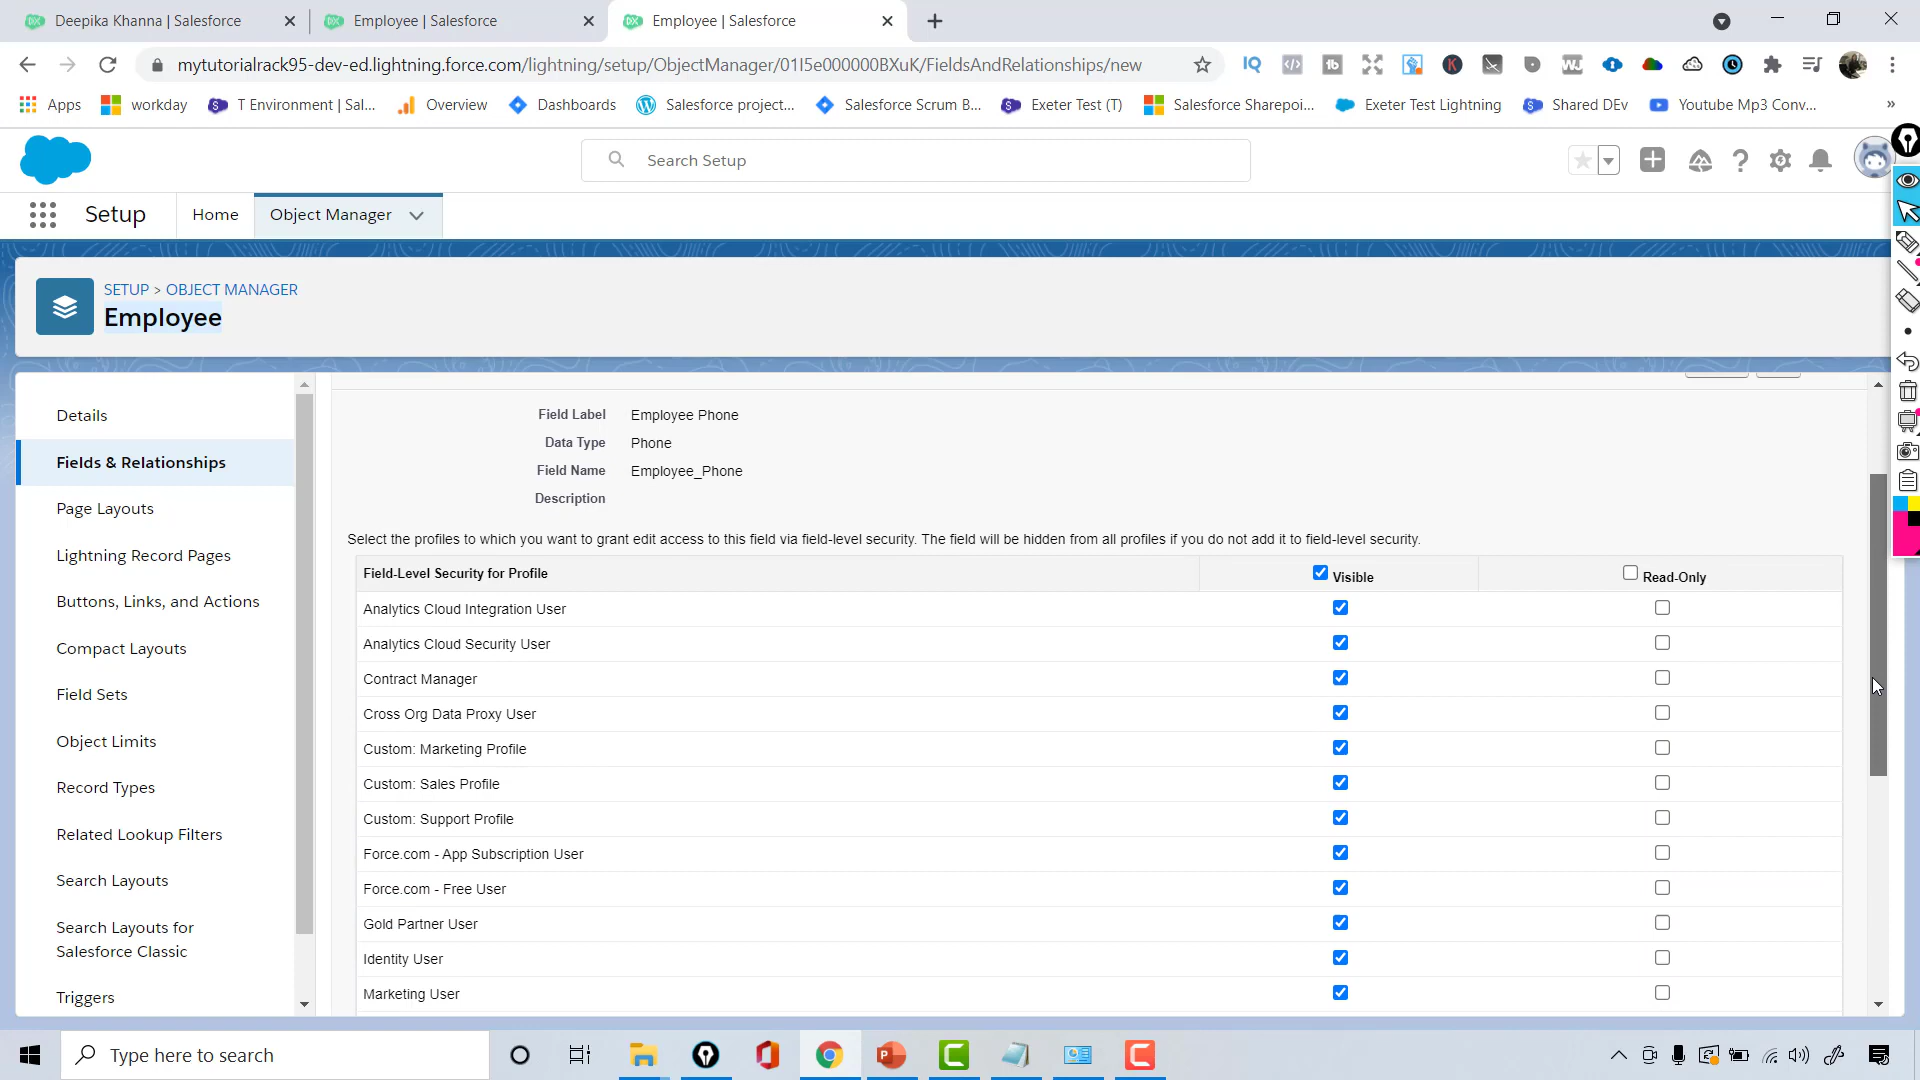 Deepika Khanna | Salesforce
Employee | Salesforce
Employee | Salesforce
mytutorialrack95-dev-ed.lightning.force.com/lightning/setup/ObjectManager/01I5e000000BXuK/FieldsAndRelationships/new
Apps
workday
T Environment | Sal...
Overview
Dashboards
Salesforce project...
Salesforce Scrum B...
Exeter Test (T)
Salesforce Sharepoi...
Exeter Test Lightning
Shared DEv
Youtube Mp3 Conv...
Search Setup
Setup
Home
Object Manager
SETUP > OBJECT MANAGER
Employee
Details
Fields & Relationships
Page Layouts
Lightning Record Pages
Buttons, Links, and Actions
Compact Layouts
Field Sets
Object Limits
Record Types
Related Lookup Filters
Search Layouts
Search Layouts for
Salesforce Classic
Triggers
Field Label Employee Phone
Data Type Phone
Field Name Employee_Phone
Description
Select the profiles to which you want to grant edit access to this field via field-level security. The field will be hidden from all profiles if you do not add it to field-level security.
Field-Level Security for Profile Visible Read-Only
Analytics Cloud Integration User
Analytics Cloud Security User
Contract Manager
Cross Org Data Proxy User
Custom: Marketing Profile
Custom: Sales Profile
Custom: Support Profile
Force.com - App Subscription User
Force.com - Free User
Gold Partner User
Identity User
Marketing User
Type here to search